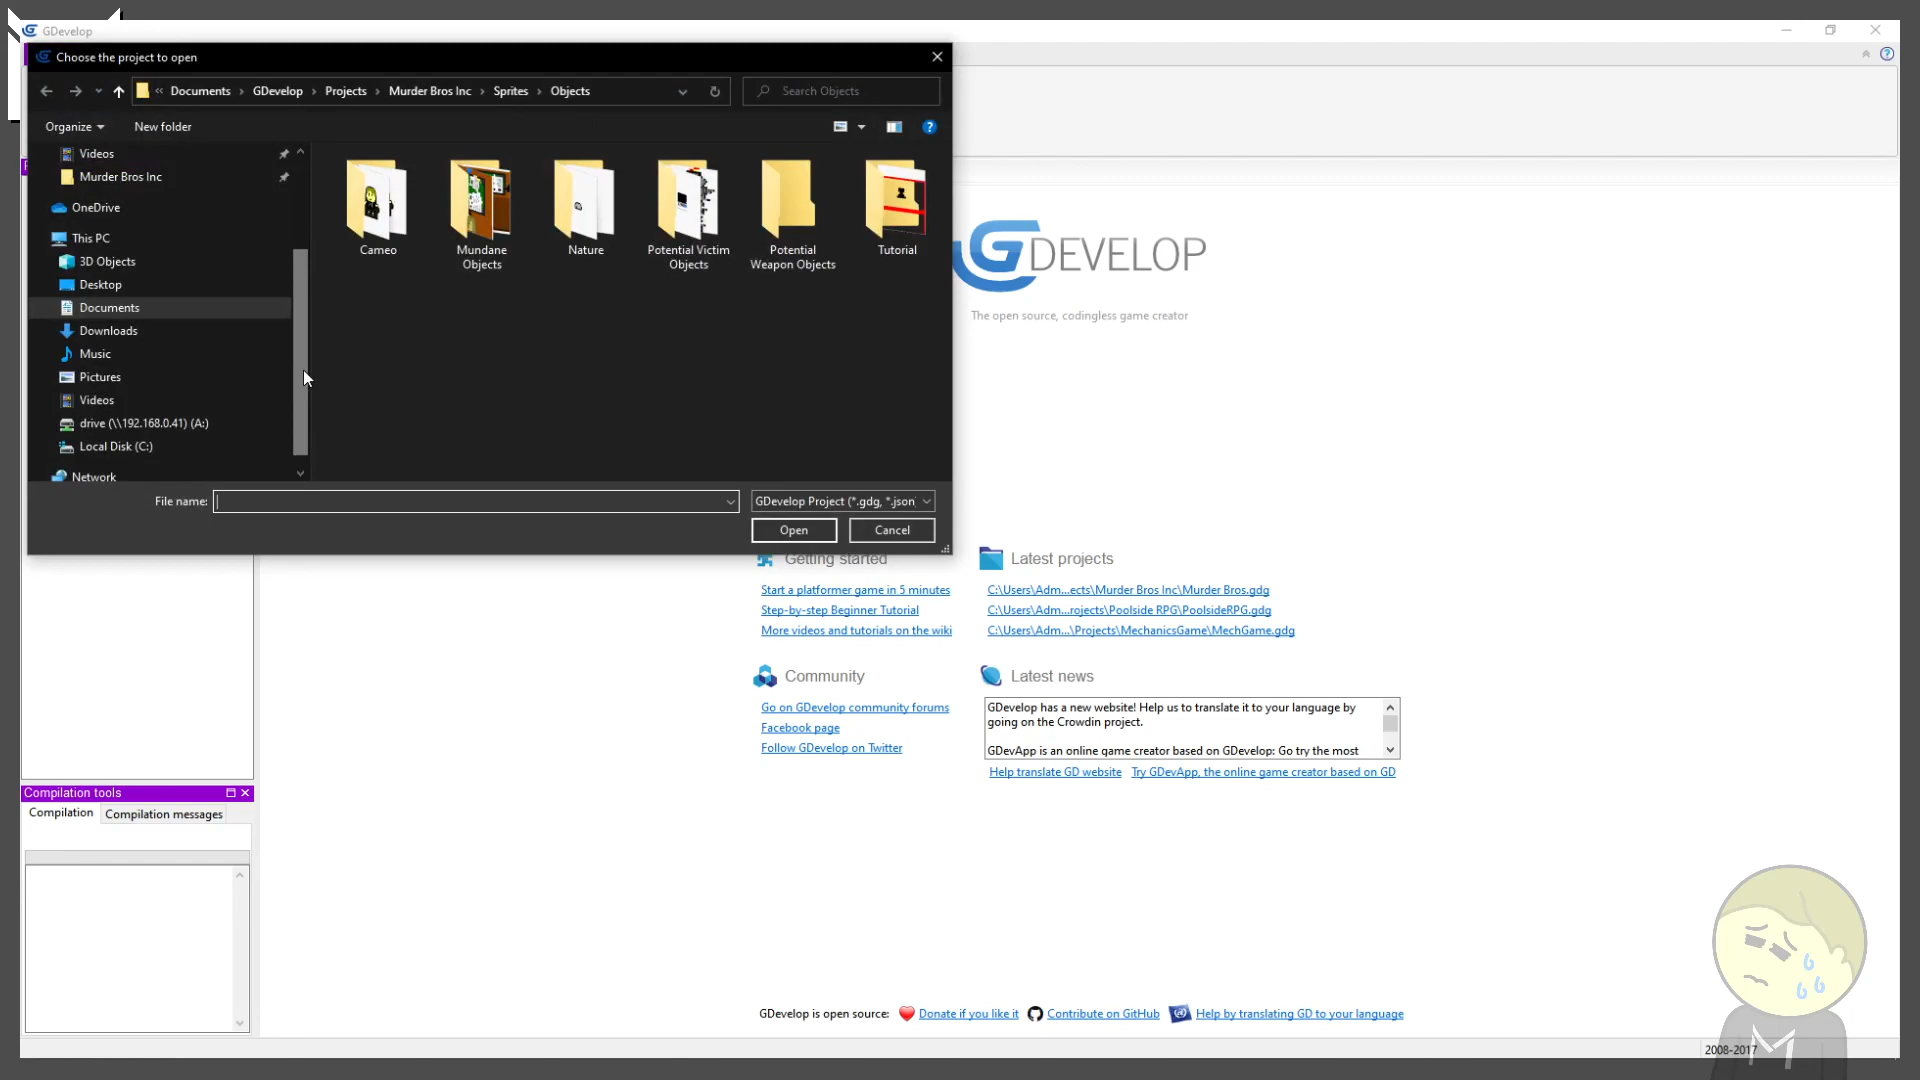 GDevelop
Choose the project to open
Documents
GDevelop
Projects
Murder Bros Inc
Sprites
Objects
Search Objects
Organize
New folder
Videos
Murder Bros Inc
OneDrive
This PC
3D Objects
Desktop
Documents
Downloads
Music
Pictures
Videos
drive (\\192.168.0.41) (A:)
Local Disk (C:)
Network
Cameo
Mundane
Objects
Nature
Potential Victim
Objects
Potential
Weapon Objects
Tutorial
File name:
GDevelop Project (*.gdg, *.json
Open
Cancel
GDEVELOP
The open source, codingless game creator
Getting started
Start a platformer game in 5 minutes
Step-by-step Beginner Tutorial
More videos and tutorials on the wiki
Latest projects
C:\Users\Adm...ects\Murder Bros Inc\Murder Bros.gdg
C:\Users\Adm...rojects\Poolside RPG\PoolsideRPG.gdg
C:\Users\Adm...\Projects\MechanicsGame\MechGame.gdg
Community
Go on GDevelop community forums
Facebook page
Follow GDevelop on Twitter
Latest news
GDevelop has a new website! Help us to translate it to your language by
going on the Crowdin project.
GDevApp is an online game creator based on GDevelop: Go try the most
Help translate GD website
Try GDevApp, the online game creator based on GD
Compilation tools
Compilation
Compilation messages
GDevelop is open source:
Donate if you like it
Contribute on GitHub
Help by translating GD to your language
2008-2017